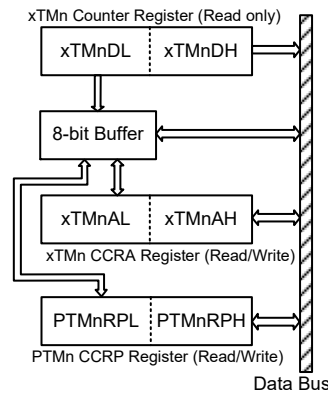 xTMn Counter Register (Read only)
xTMnDL xTMnDH
8-bit Buffer
xTMnAL xTMnAH
xTMn CCRA Register (Read/Write)
PTMnRPL PTMnRPH
PTMn CCRP Register (Read/Write)
Data Bus